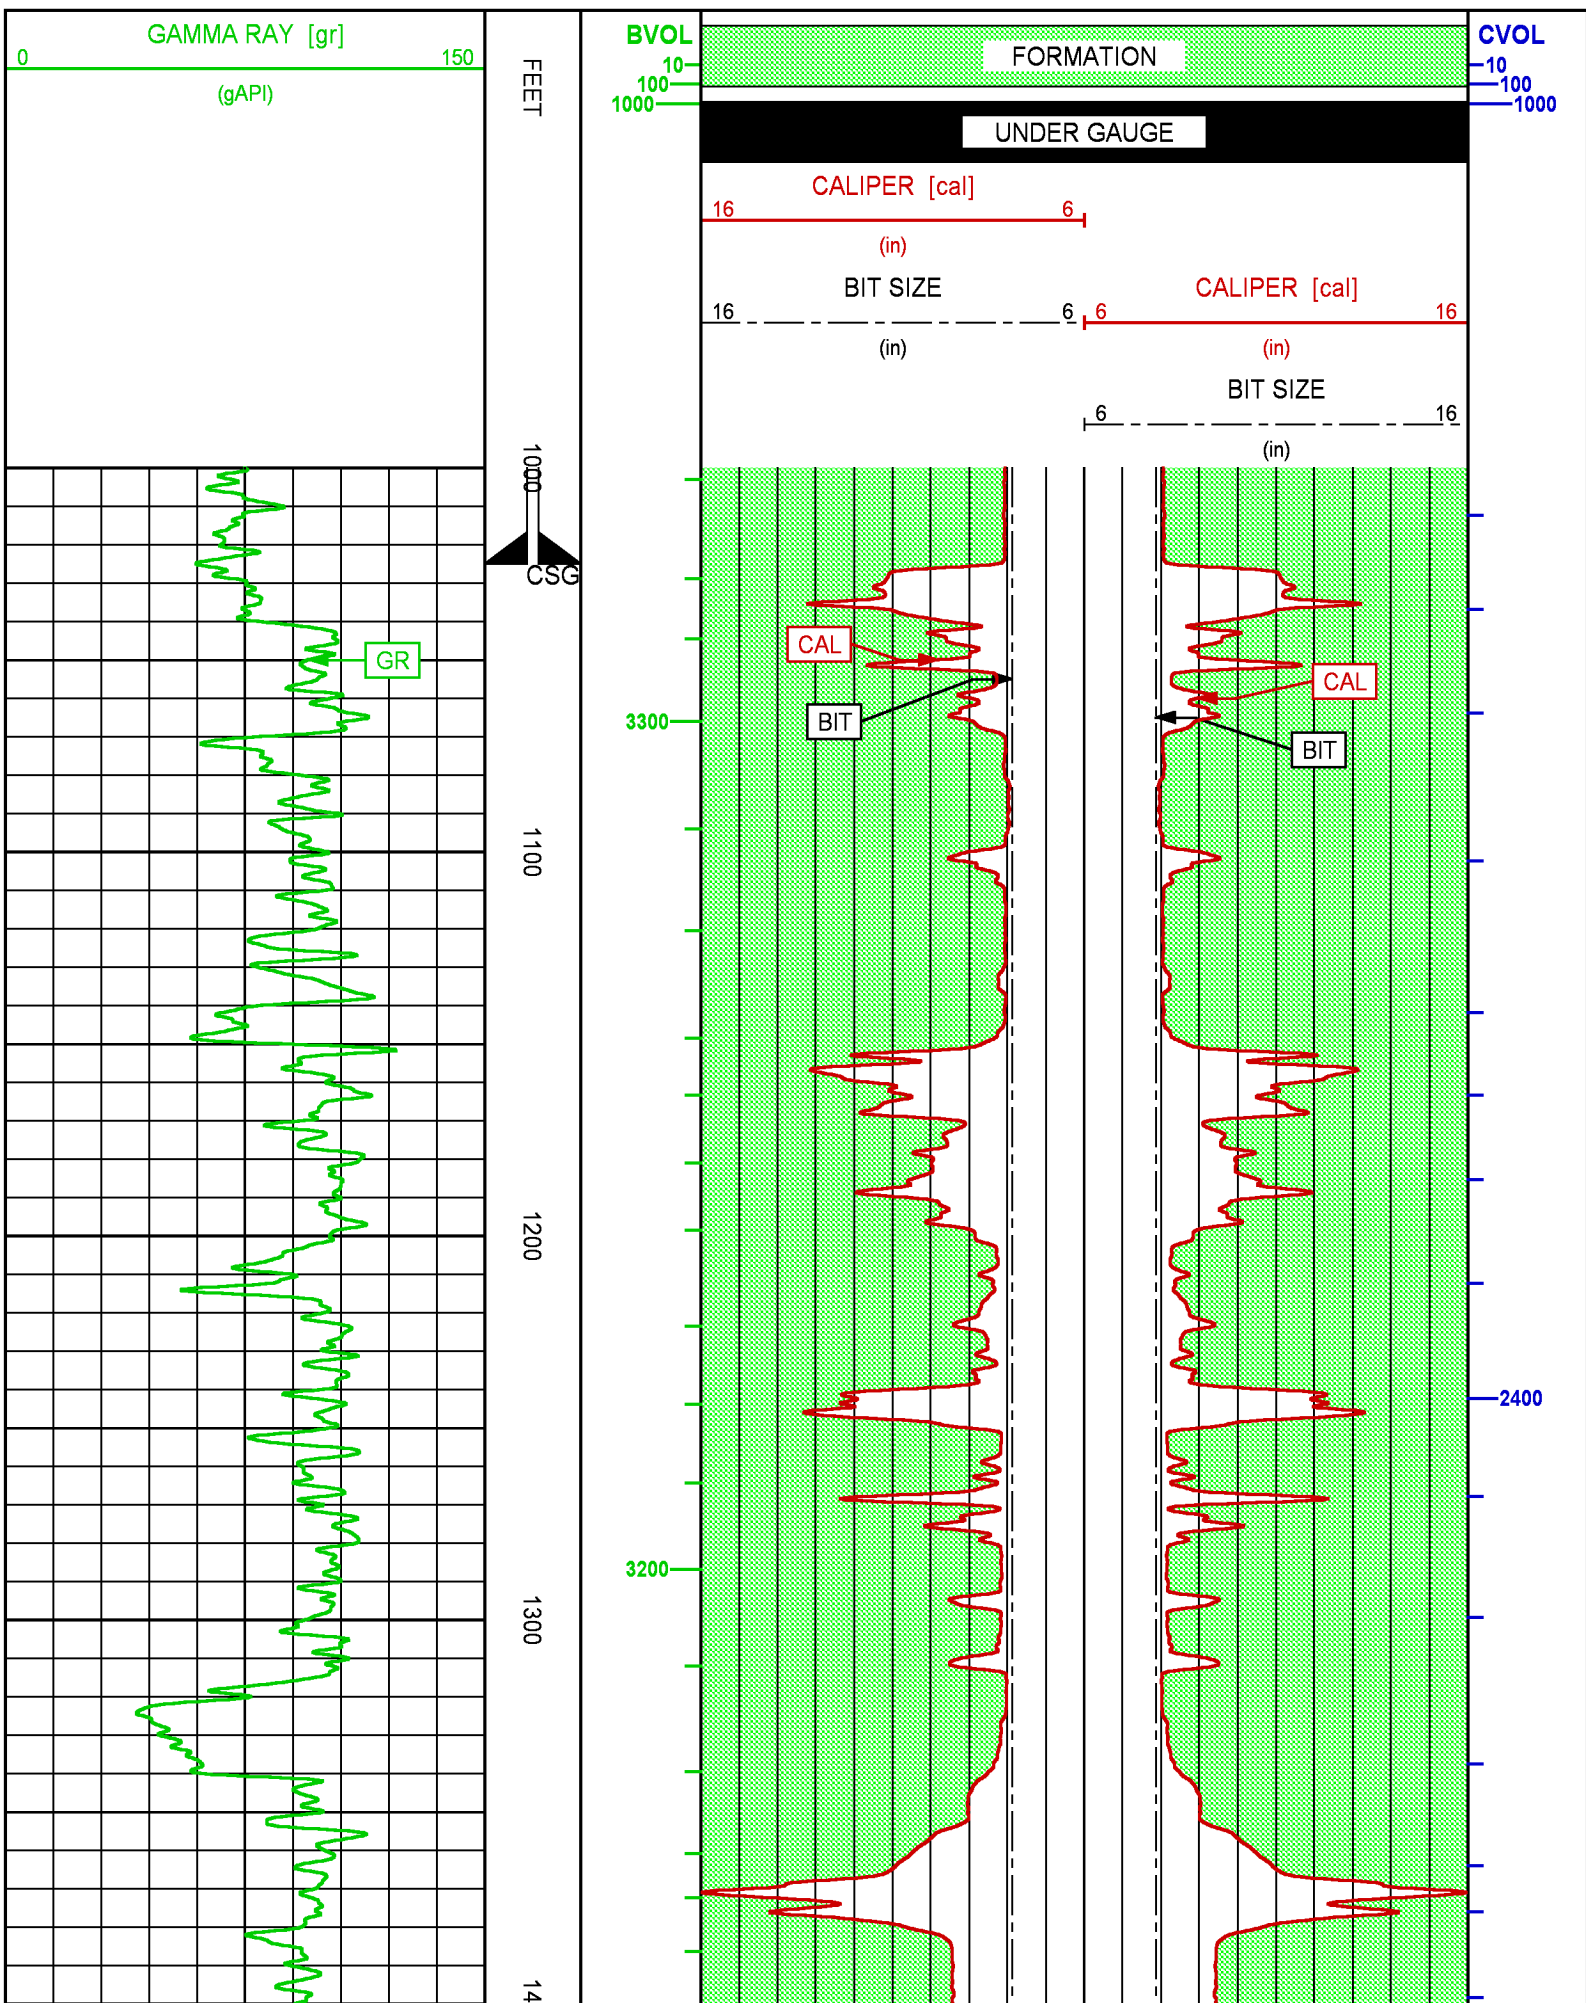 GAMMA RAY [gr]
0 150
(gAPI)
FEET
BVOL
10
100
1000
FORMATION
UNDER GAUGE
CVOL
10
100
1000
CALIPER [cal]
16 6
(in)
BIT SIZE
16 6
(in)
CALIPER [cal]
6 16
(in)
BIT SIZE
6 16
(in)
1000
CSG
GR
CAL
CAL
BIT
BIT
3300
1100
1200
2400
3200
1300
14